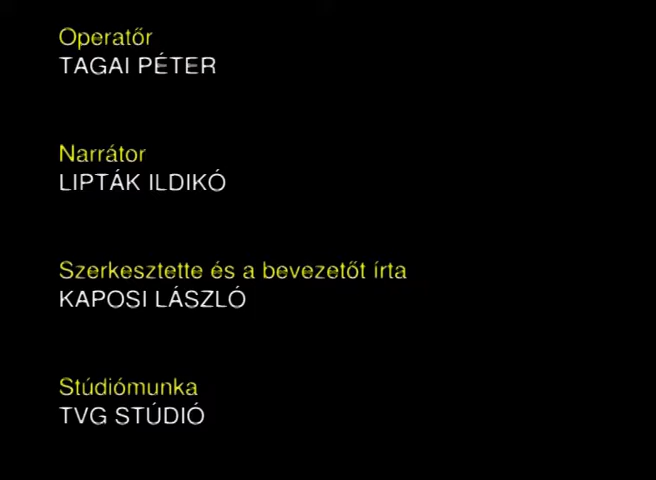 Operatőr
TAGAI PÉTER
Narrátor
LIPTÁK ILDIKÓ
Szerkesztette és a bevezetőt írta
KAPOSI LÁSZLÓ
Stúdiómunka
TVG STÚDIÓ